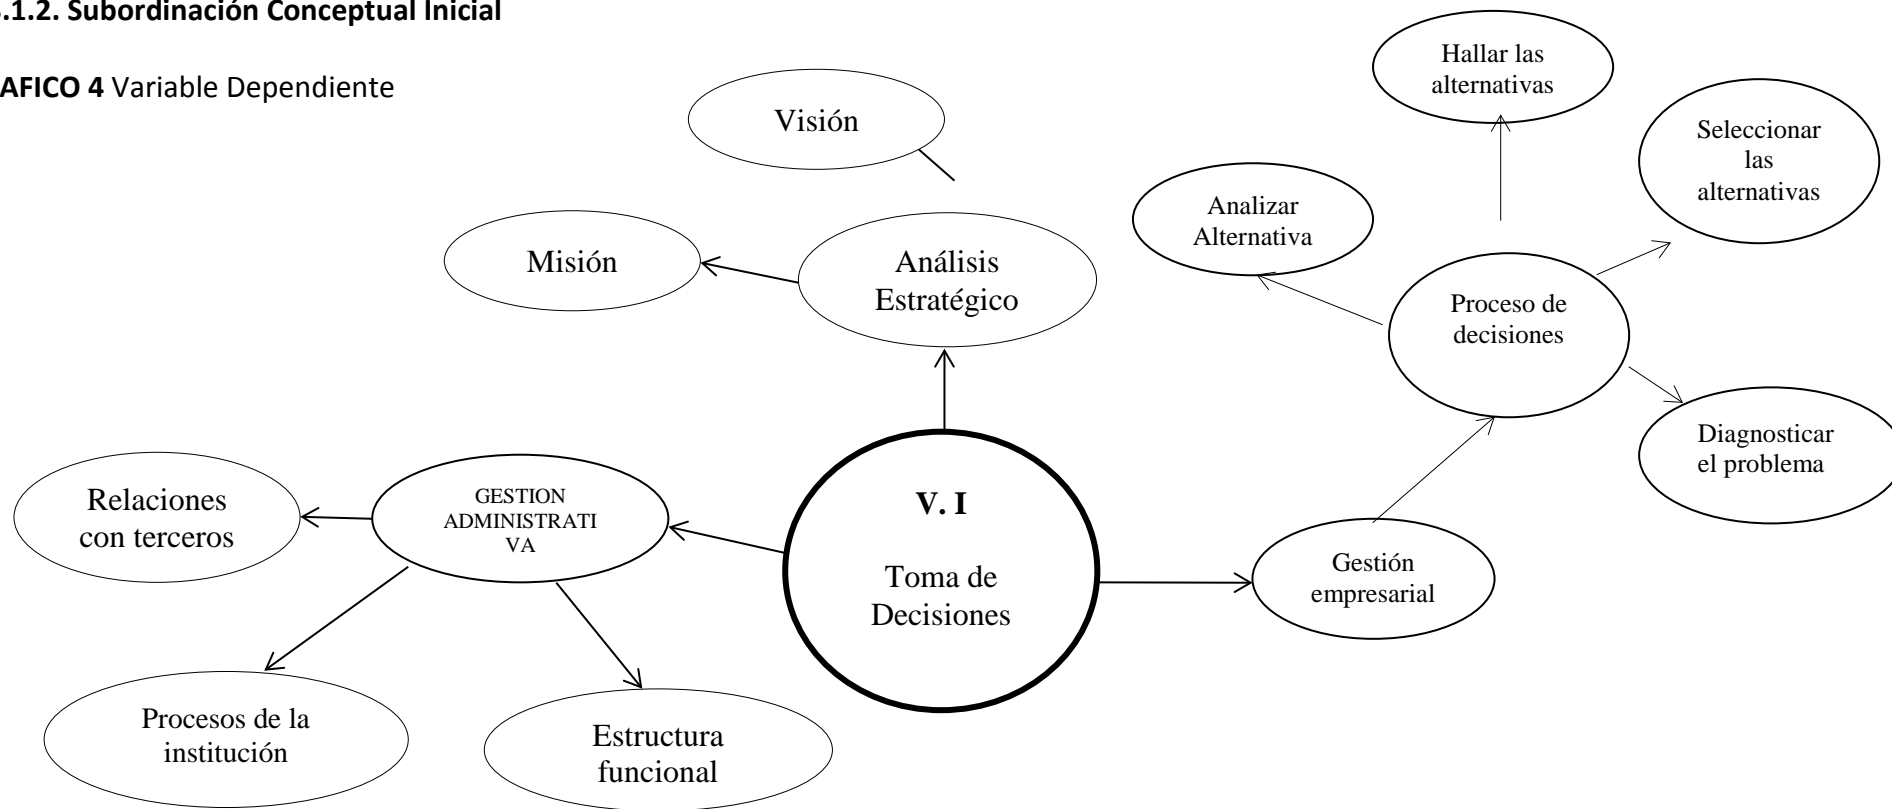 .1.2. Subordinación Conceptual Inicial
AFICO 4 Variable Dependiente
Hallar las
alternativas
Visión
Seleccionar
las
alternativas
Analizar
Alternativa
Misión
Análisis
Estratégico
Proceso de
decisiones
Diagnosticar
el problema
Relaciones
con terceros
GESTION
ADMINISTRATI
VA
V. I
Toma de
Decisiones
Gestión
empresarial
Procesos de la
institución
Estructura
funcional